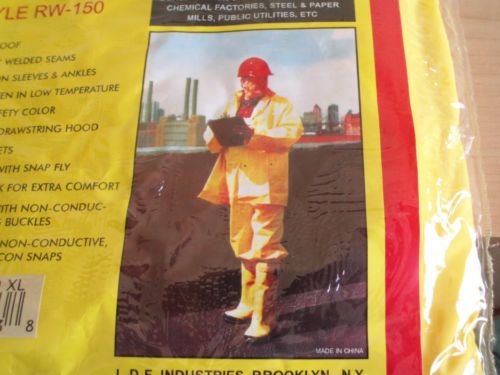 YLE RW-150
CHEMICAL FACTORIES, STEEL & PAPER
MILLS, PUBLIC UTILITIES, ETC
OOF
WELDED SEAMS
ON SLEEVES & ANKLES
EN IN LOW TEMPERATURE
FETY COLOR
DRAWSTRING HOOD
ETS
WITH SNAP FLY
K FOR EXTRA COMFORT
WITH NON-CONDUC-
BUCKLES
NON-CONDUCTIVE,
CON SNAPS
XL
8
MADE IN CHINA
L.D.F. INDUSTRIES, BROOKLYN, N.Y.